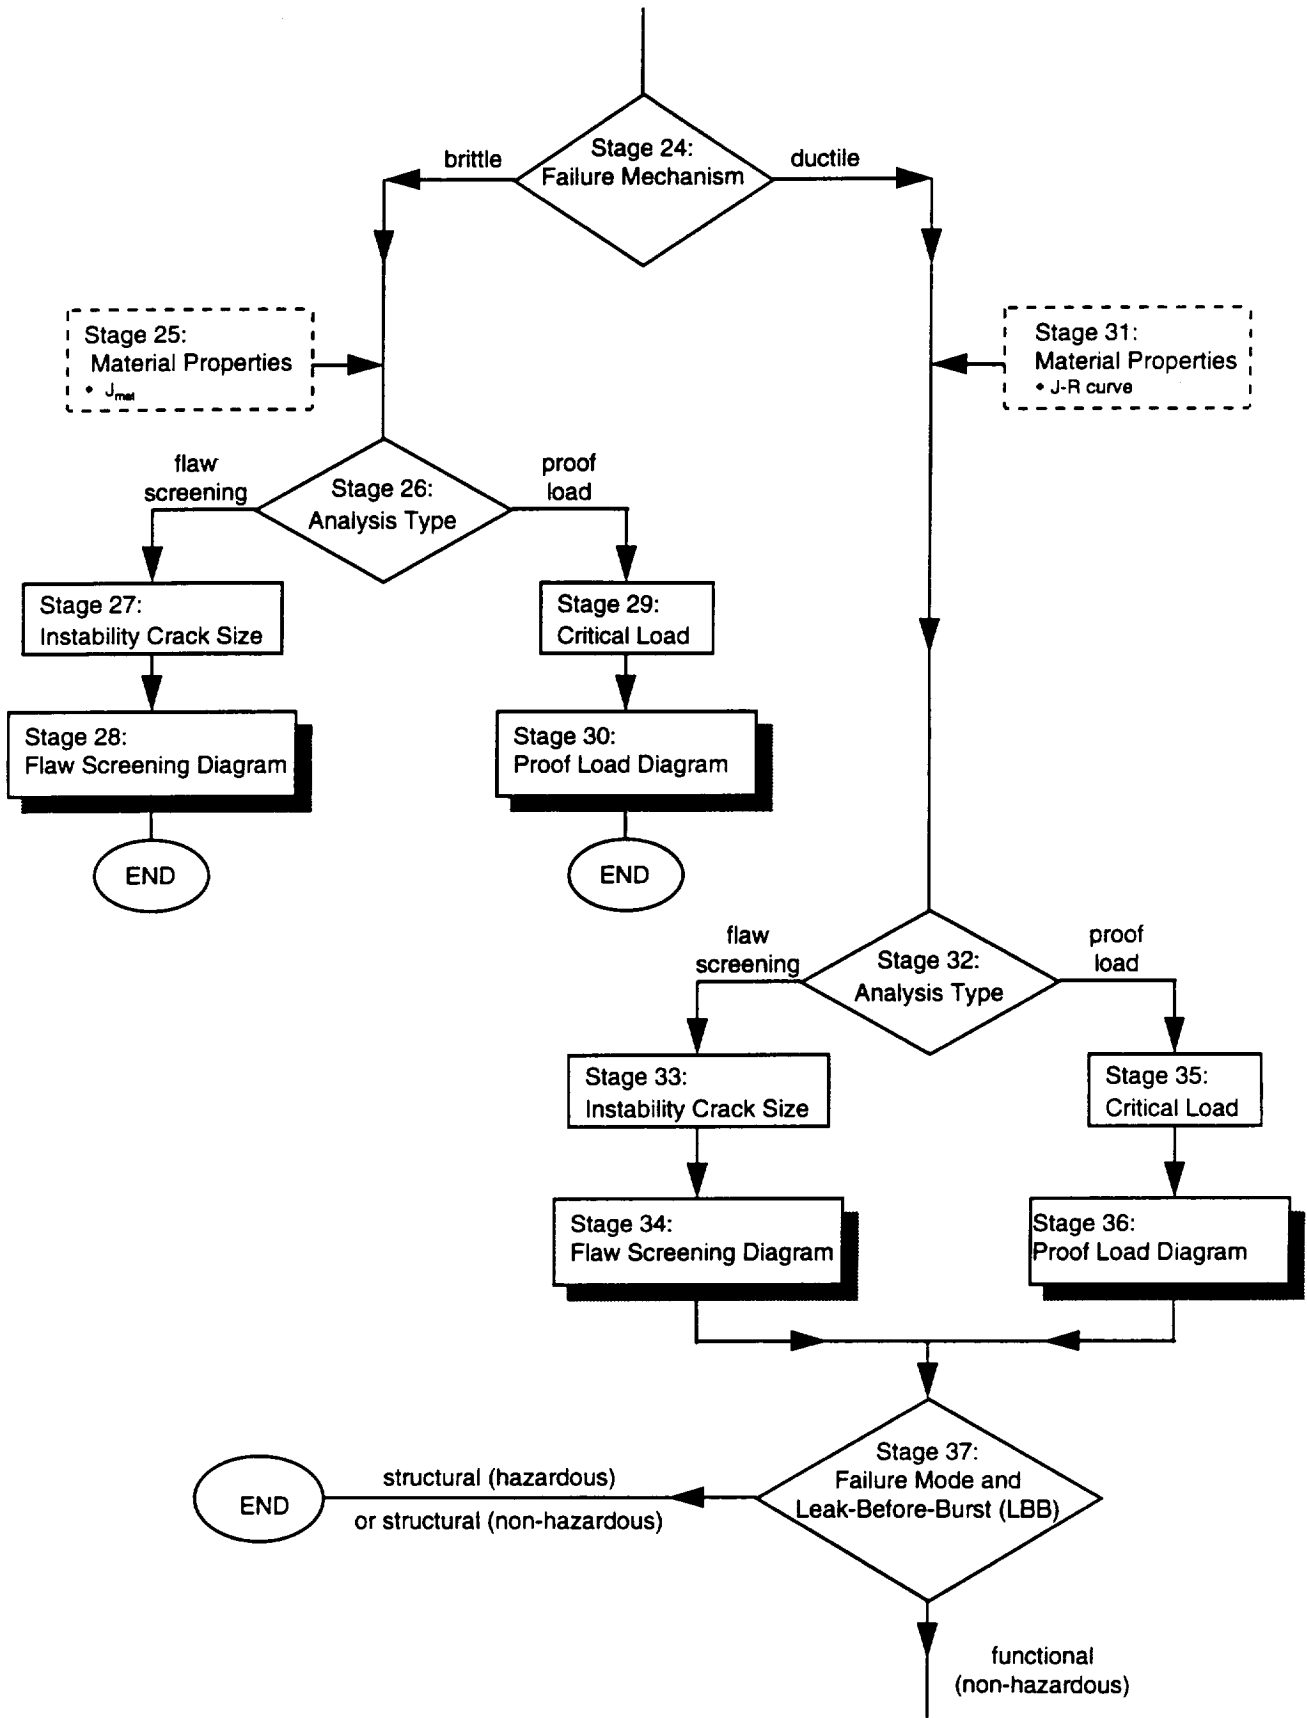 Stage 24:
Failure Mechanism
brittle
ductile
Stage 25:
Material Properties
• Jmat
Stage 31:
Material Properties
• J-R curve
flaw
screening
Stage 26:
Analysis Type
proof
load
Stage 27:
Instability Crack Size
Stage 29:
Critical Load
Stage 28:
Flaw Screening Diagram
Stage 30:
Proof Load Diagram
END
END
flaw
screening
Stage 32:
Analysis Type
proof
load
Stage 33:
Instability Crack Size
Stage 35:
Critical Load
Stage 34:
Flaw Screening Diagram
Stage 36:
Proof Load Diagram
Stage 37:
Failure Mode and
Leak-Before-Burst (LBB)
structural (hazardous)
or structural (non-hazardous)
END
functional
(non-hazardous)